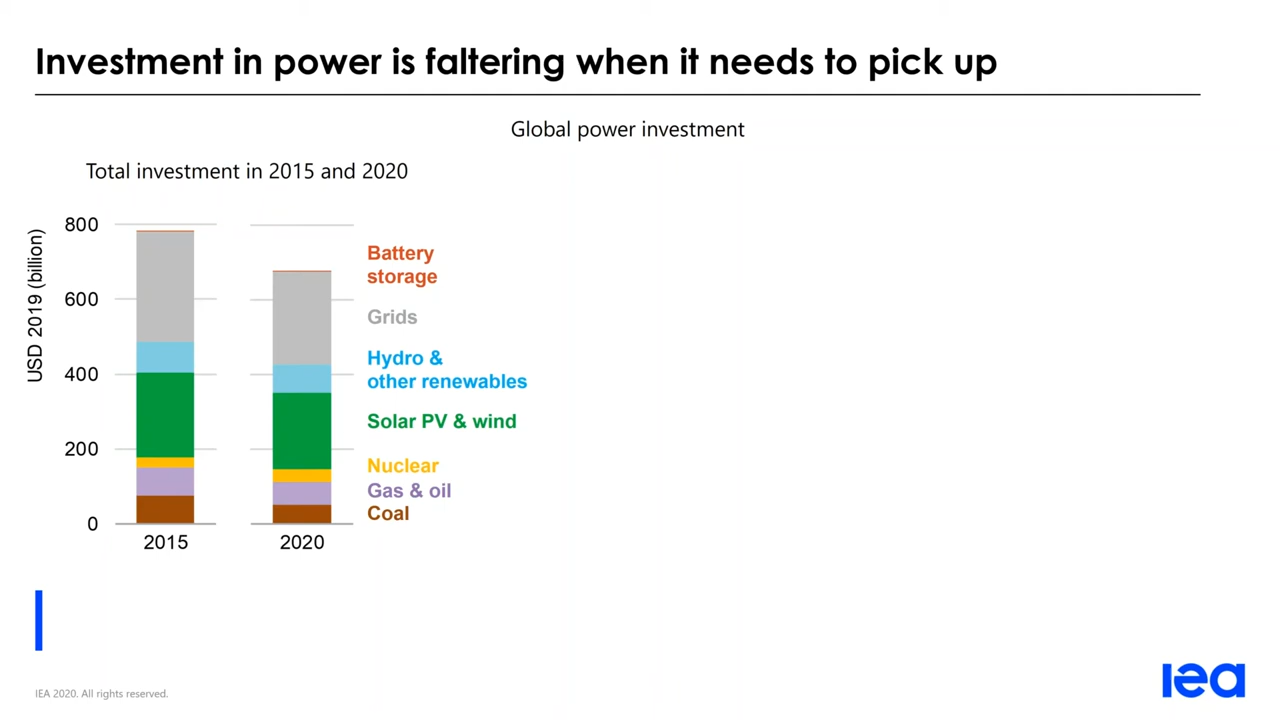 Investment in power is faltering when it needs to pick up
Global power investment
Total investment in 2015 and 2020
USD 2019 (billion)
800
600
400
200
0
2015
2020
Battery
storage
Grids
Hydro &
other renewables
Solar PV & wind
Nuclear
Gas & oil
Coal
IEA 2020. All rights reserved.
iea